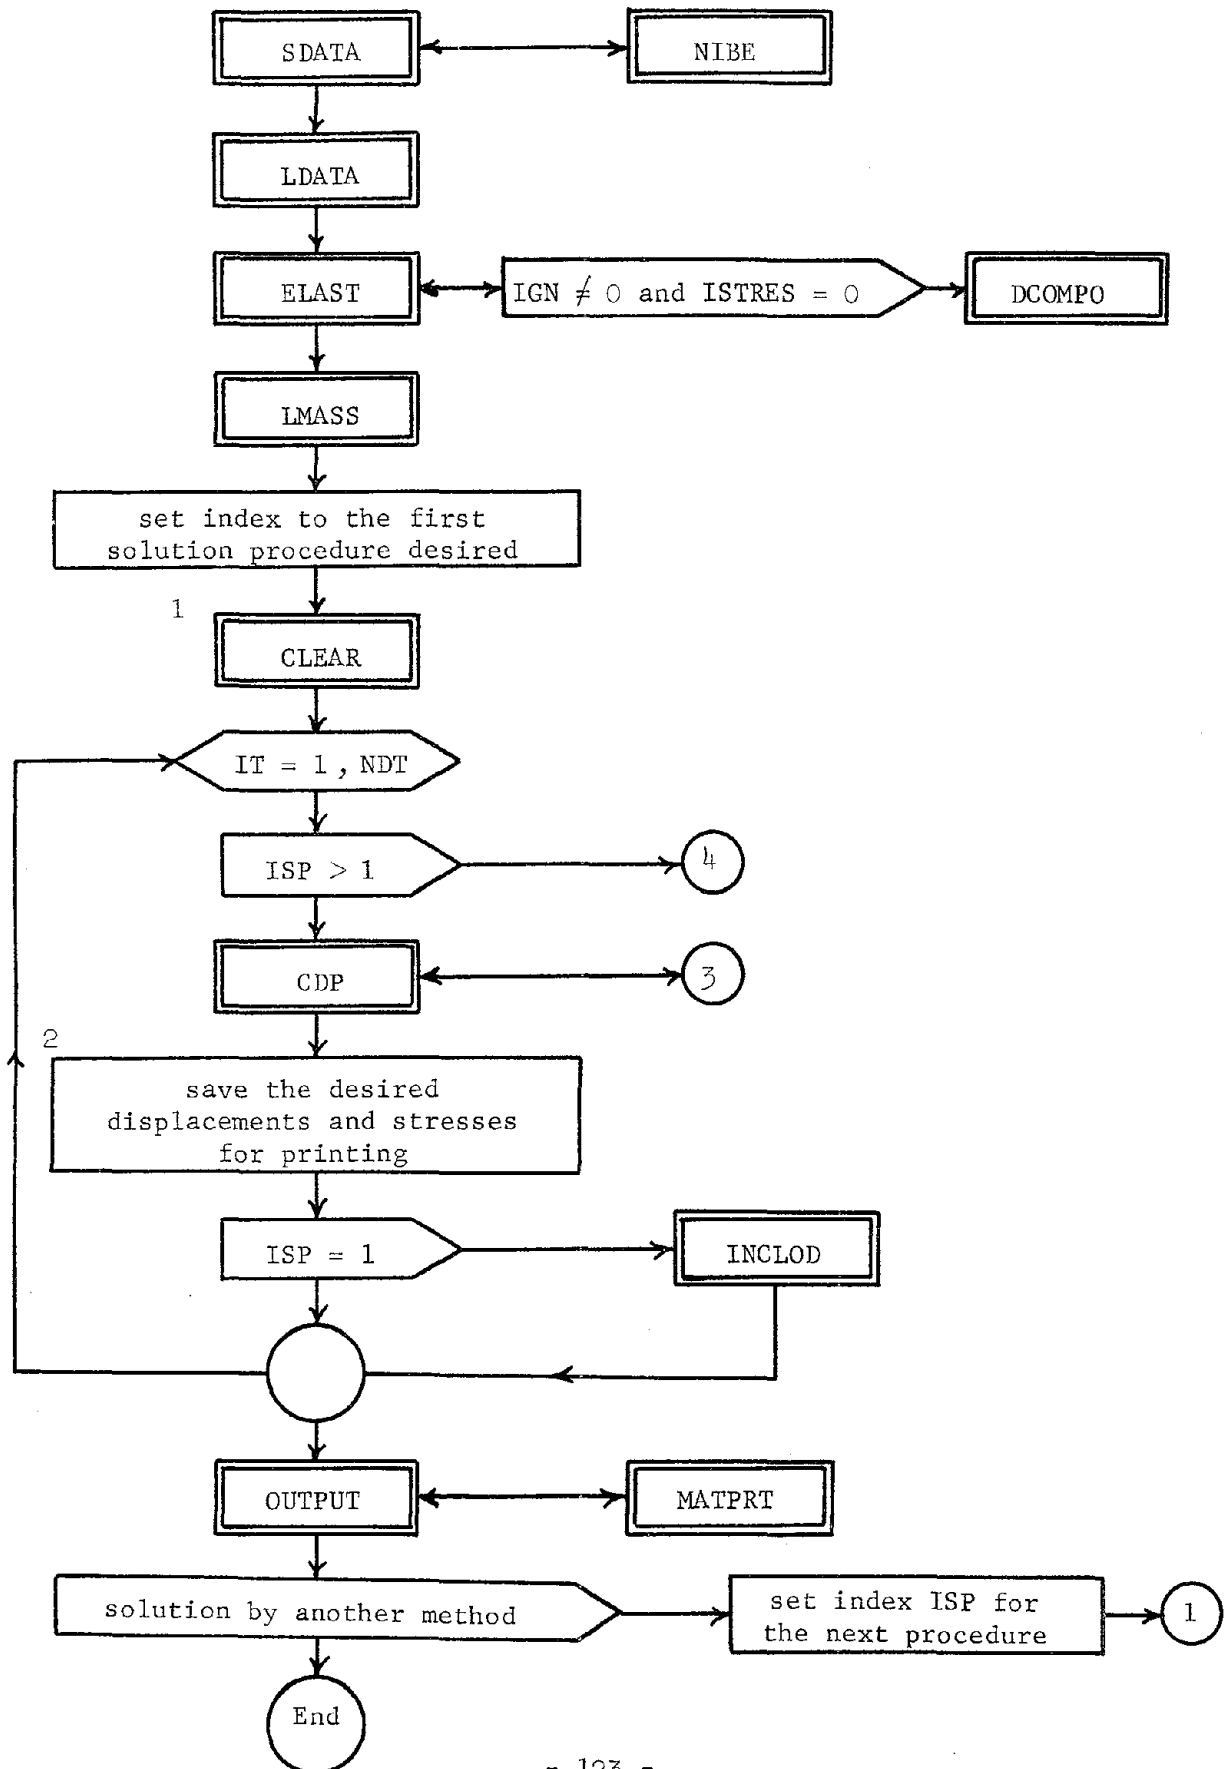 SDATA
NIBE
LDATA
ELAST
IGN ≠ 0 and ISTRES = 0
DCOMPO
LMASS
set index to the first
solution procedure desired
1
CLEAR
IT = 1 , NDT
ISP > 1
4
CDP
3
2
save the desired
displacements and stresses
for printing
ISP = 1
INCLOD
OUTPUT
MATPRT
solution by another method
set index ISP for
the next procedure
1
End
- 123 -